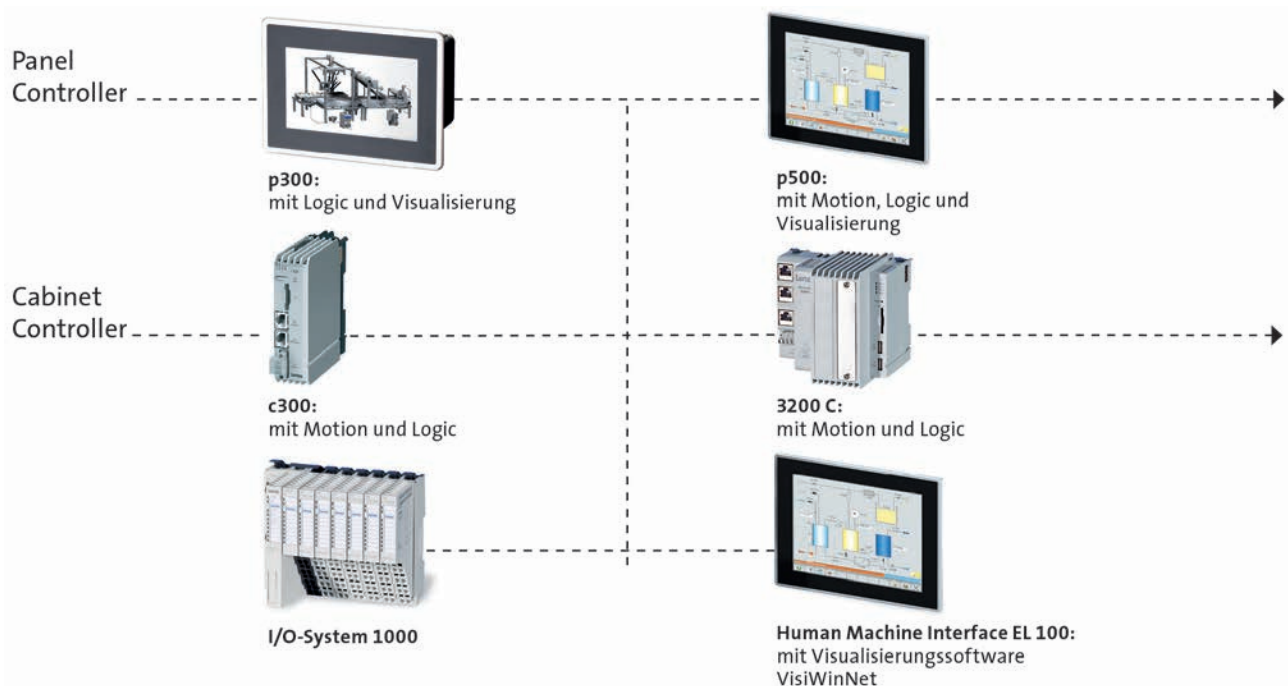 Panel
Controller
p300:
mit Logic und Visualisierung
p500:
mit Motion, Logic und
Visualisierung
Cabinet
Controller
c300:
mit Motion und Logic
3200 C:
mit Motion und Logic
I/O-System 1000
Human Machine Interface EL 100:
mit Visualisierungssoftware
VisiWinNet